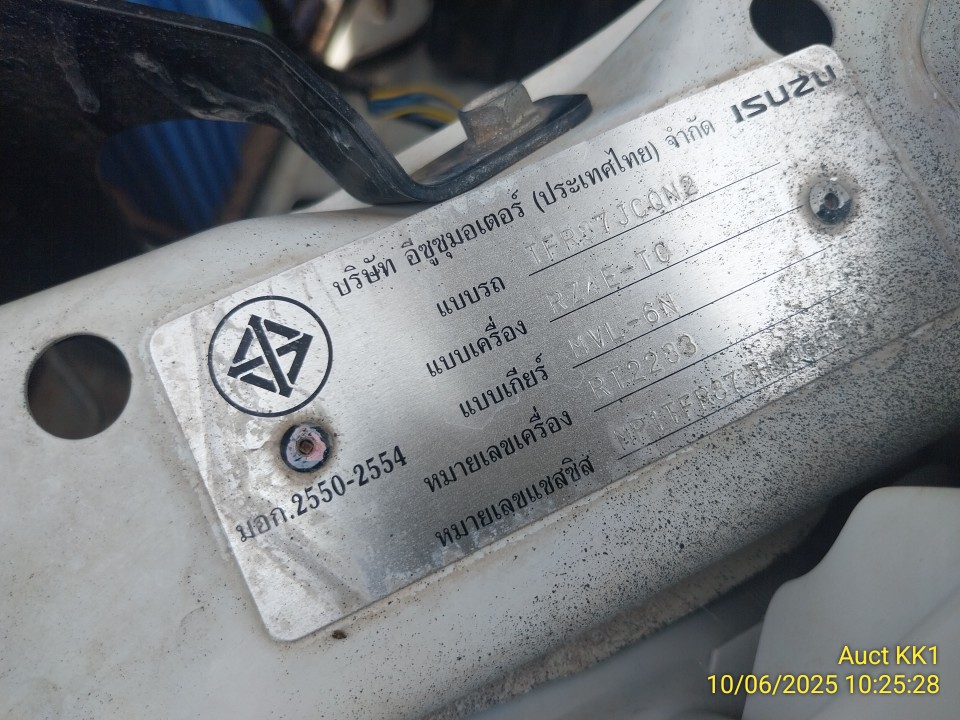 ISUZU
บริษัท อีซูซุมอเตอร์ (ประเทศไทย) จำกัด
แบบรถ
แบบเครื่อง
แบบเกียร์ MVL-6N
หมายเลขเครื่อง
หมายเลขแชสซิส
มอก.2550-2554
Auct KK1
10/06/2025 10:25:28